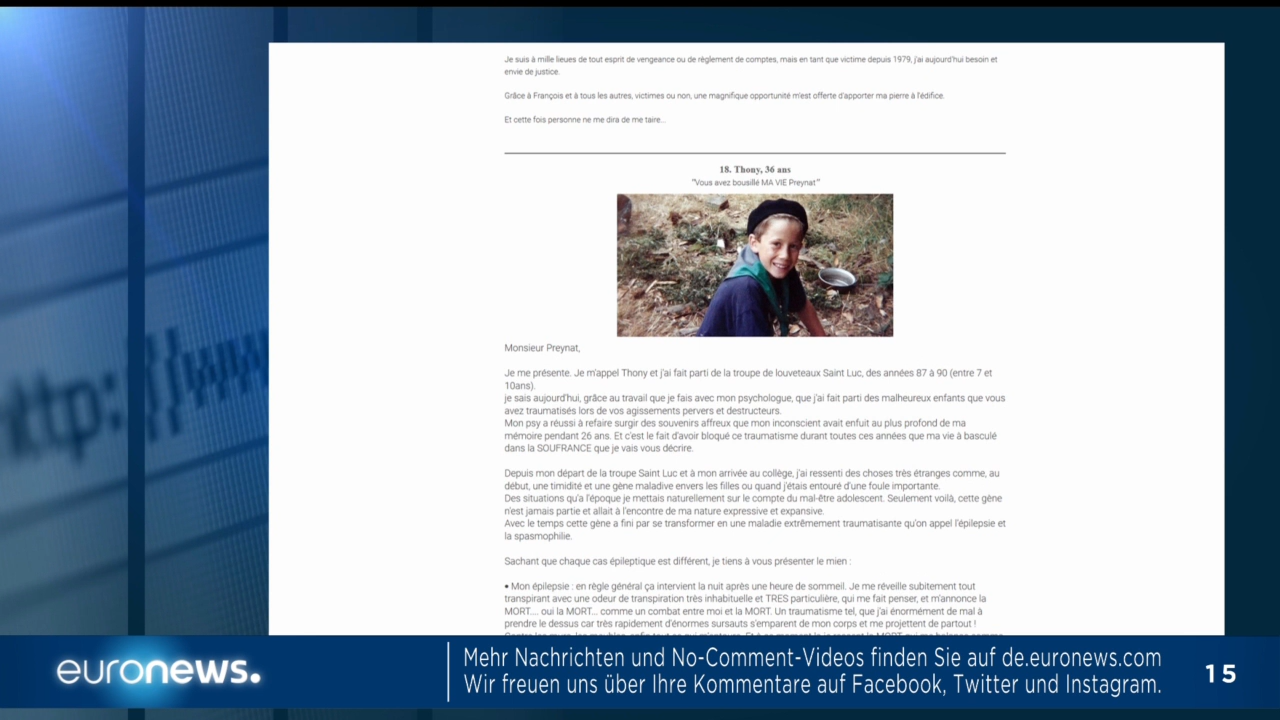 Je suis à mille lieues de tout esprit de vengeance ou de règlement de comptes, mais en tant que victime depuis 1979, j'ai aujourd'hui besoin et
envie de justice.
Grâce à François et à tous les autres, victimes ou non, une magnifique opportunité m'est offerte d'apporter ma pierre à l'édifice.
Et cette fois personne ne me dira de me taire...
18. Thony, 36 ans
"Vous avez bousillé MA VIE Preynat"
Monsieur Preynat,
Je me présente. Je m'appel Thony et j'ai fait parti de la troupe de louveteaux Saint Luc, des années 87 à 90 (entre 7 et
10ans).
je sais aujourd'hui, grâce au travail que je fais avec mon psychologue, que j'ai fait parti des malheureux enfants que vous
avez traumatisés lors de vos agissements pervers et destructeurs.
Mon psy a réussi à refaire surgir des souvenirs affreux que mon inconscient avait enfuit au plus profond de ma
mémoire pendant 26 ans. Et c'est le fait d'avoir bloqué ce traumatisme durant toutes ces années que ma vie à basculé
dans la SOUFRANCE que je vais vous décrire.
Depuis mon départ de la troupe Saint Luc et à mon arrivée au collège, j'ai ressenti des choses très étranges comme, au
début, une timidité et une gène maladive envers les filles ou quand j'étais entouré d'une foule importante.
Des situations qu'a l'époque je mettais naturellement sur le compte du mal-être adolescent. Seulement voilà, cette gène
n'est jamais partie et allait à l'encontre de ma nature expressive et expansive.
Avec le temps cette gène a fini par se transformer en une maladie extrêmement traumatisante qu'on appel l'épilepsie et
la spasmophilie.
Sachant que chaque cas épileptique est différent, je tiens à vous présenter le mien :
• Mon épilepsie : en règle général ça intervient la nuit après une heure de sommeil. Je me réveille subitement tout
transpirant avec une odeur de transpiration très inhabituelle et TRES particulière, qui me fait penser, et m'annonce la
MORT.... oui la MORT... comme un combat entre moi et la MORT. Un traumatisme tel, que j'ai énormément de mal à
prendre le dessus car très rapidement d'énormes sursauts s'emparent de mon corps et me projettent de partout !
euronews.
Mehr Nachrichten und No-Comment-Videos finden Sie auf de.euronews.com
Wir freuen uns über Ihre Kommentare auf Facebook, Twitter und Instagram.
15